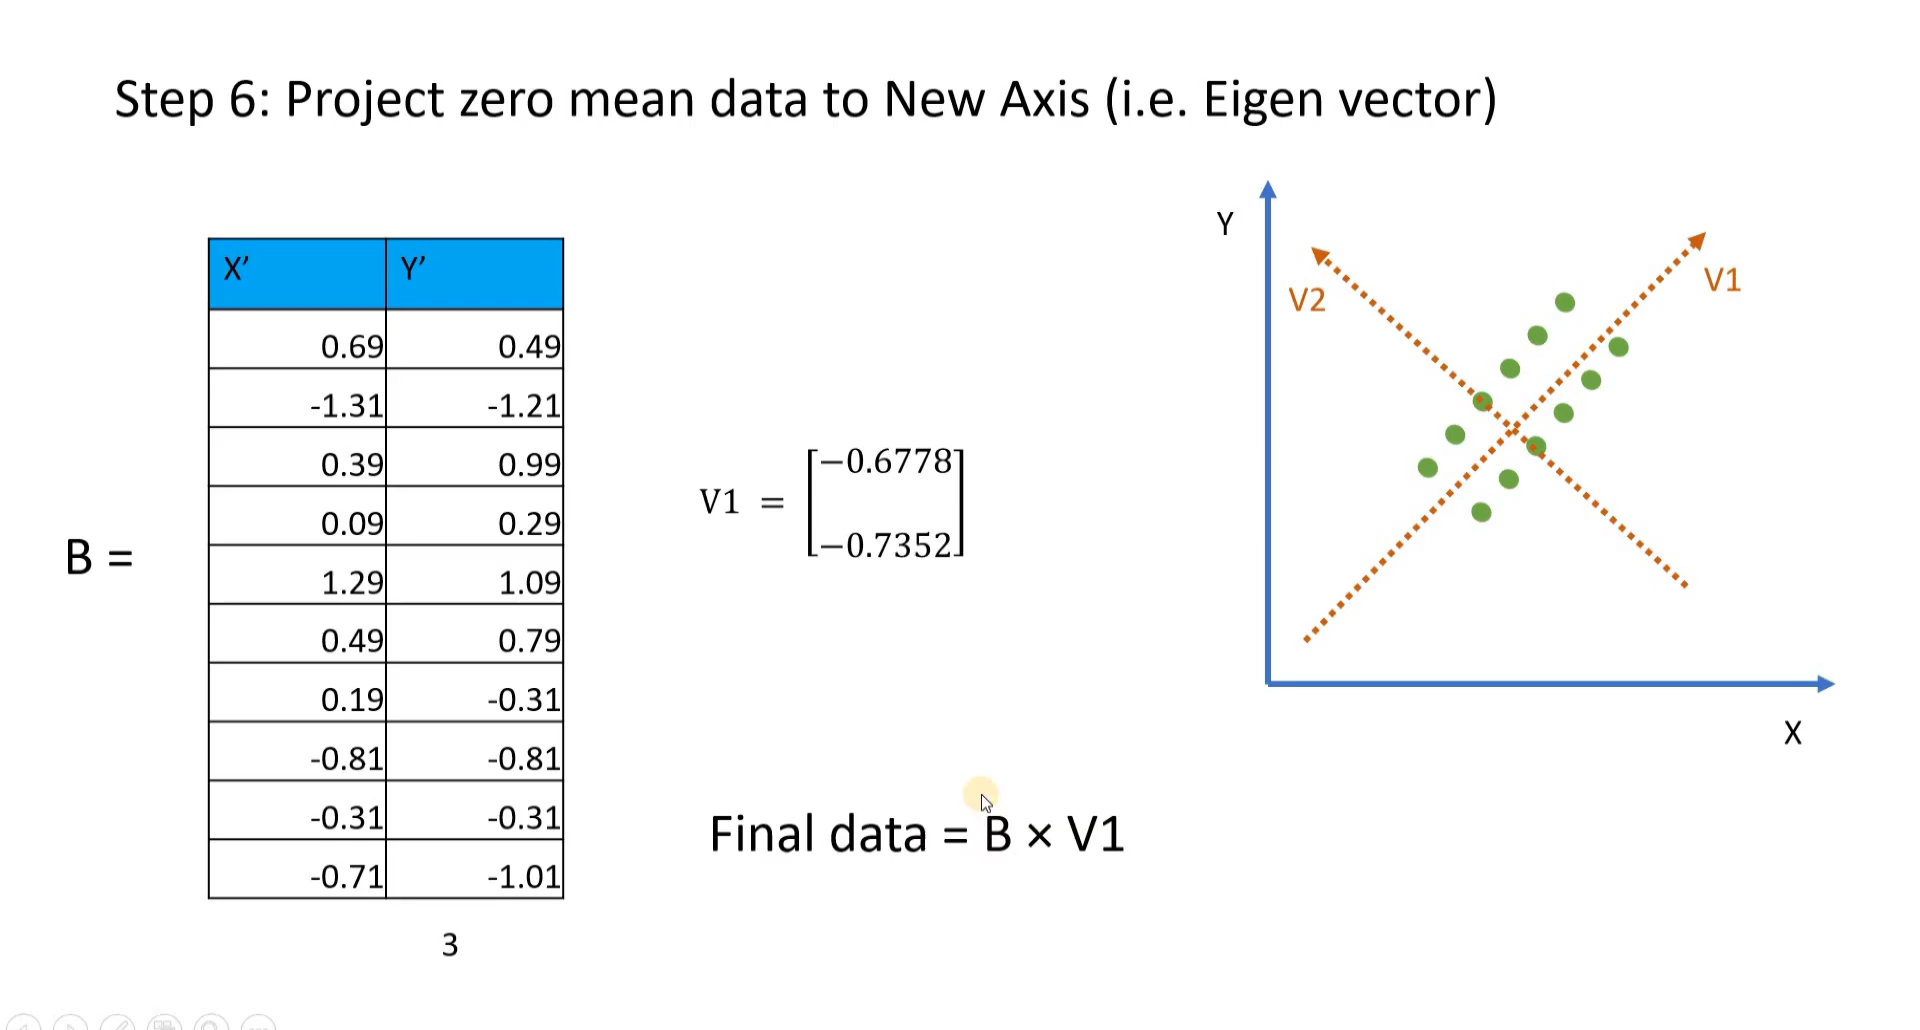 Step 6: Project zero mean data to New Axis (i.e. Eigen vector)
X’ Y’
0.69 0.49
-1.31 -1.21
0.39 0.99
0.09 0.29
1.29 1.09
0.49 0.79
0.19 -0.31
-0.81 -0.81
-0.31 -0.31
-0.71 -1.01
B =
3
V1 =
−0.6778
−0.7352
Final data = B × V1
Y
V2
V1
X